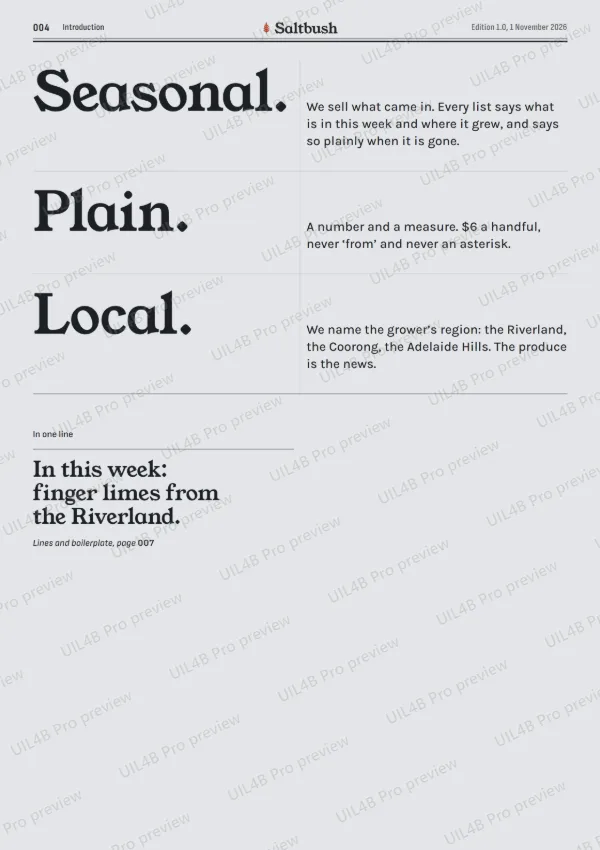 004 Introduction Saltbush Edition 1.0, 1 November 2026
Seasonal.
We sell what came in. Every list says what
is in this week and where it grew, and says
so plainly when it is gone.
Plain.
A number and a measure. $6 a handful,
never ‘from’ and never an asterisk.
Local.
We name the grower’s region: the Riverland,
the Coorong, the Adelaide Hills. The produce
is the news.
In one line
In this week:
finger limes from
the Riverland.
Lines and boilerplate, page 007
UIL4B Pro preview